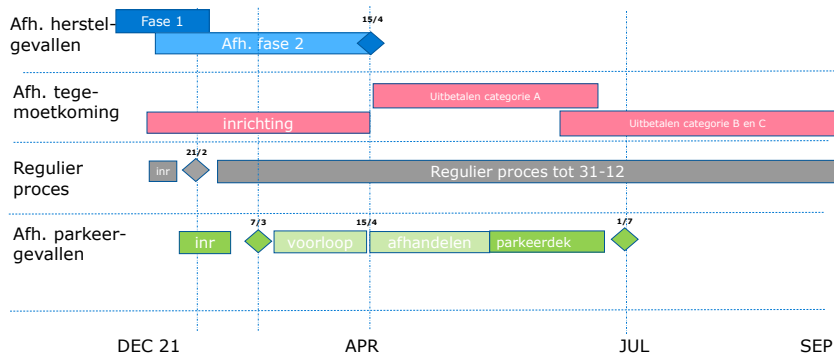 Afh. herstel-
gevallen
Fase 1
15/4
Afh. fase 2
Afh. tege-
moetkoming
Uitbetalen categorie A
inrichting
Uitbetalen categorie B en C
Regulier
proces
21/2
inr
Regulier proces tot 31-12
Afh. parkeer-
gevallen
7/3
15/4
1/7
inr
voorloop
afhandelen
parkeerdek
DEC 21
APR
JUL
SEP